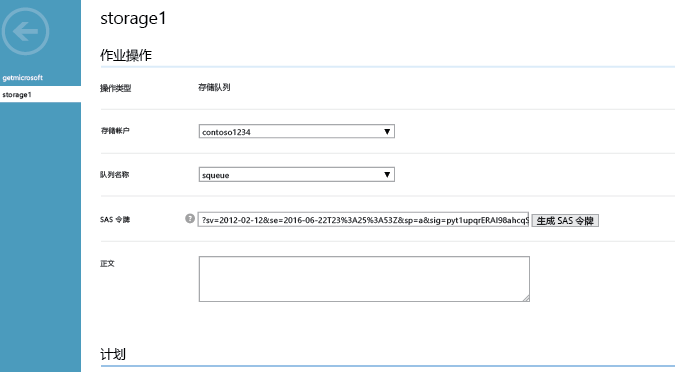 storage1
作业操作
getmicrosoft
storage1
操作类型 存储队列
存储帐户 contoso1234
队列名称 squeue
SAS 令牌 ? ?sv=2012-02-12&se=2016-06-22T23%3A25%3A53Z&sp=a&sig=pyt1upqrERAI98ahcqS 生成 SAS 令牌
正文
计划